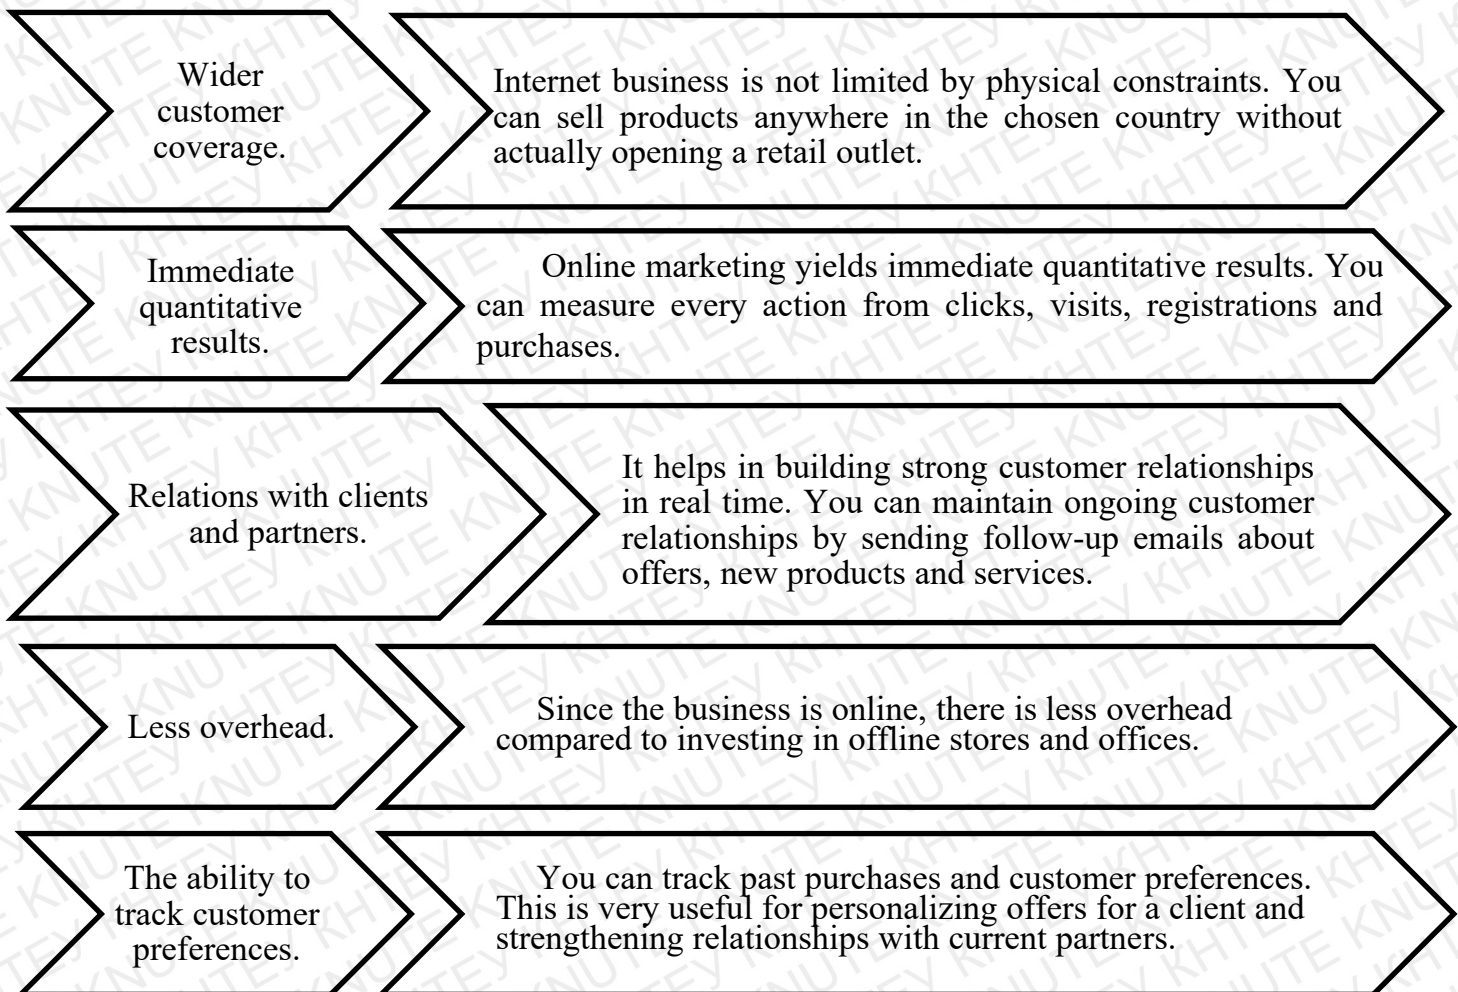 Wider
customer
coverage.
Internet business is not limited by physical constraints. You
can sell products anywhere in the chosen country without
actually opening a retail outlet.
Immediate
quantitative
results.
Online marketing yields immediate quantitative results. You
can measure every action from clicks, visits, registrations and
purchases.
Relations with clients
and partners.
It helps in building strong customer relationships
in real time. You can maintain ongoing customer
relationships by sending follow-up emails about
offers, new products and services.
Less overhead.
Since the business is online, there is less overhead
compared to investing in offline stores and offices.
The ability to
track customer
preferences.
You can track past purchases and customer preferences.
This is very useful for personalizing offers for a client and
strengthening relationships with current partners.